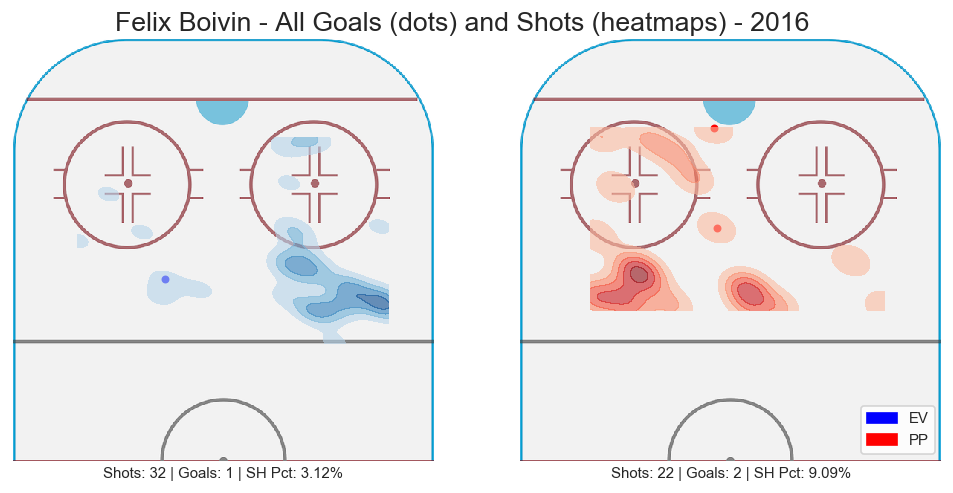 Felix Boivin - All Goals (dots) and Shots (heatmaps) - 2016
EV
PP
Shots: 32 | Goals: 1 | SH Pct: 3.12%
Shots: 22 | Goals: 2 | SH Pct: 9.09%